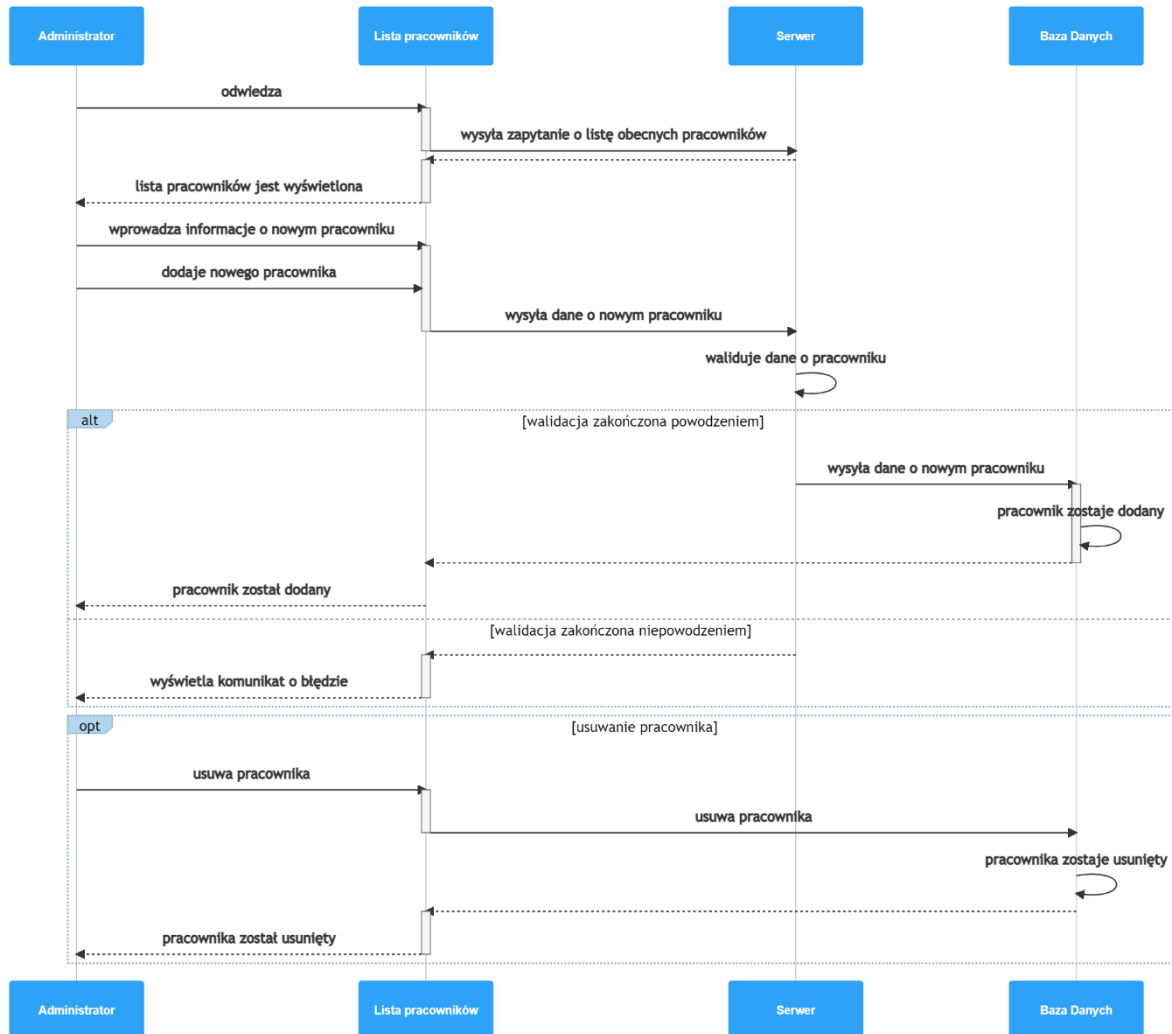 Administrator
Lista pracowników
Serwer
Baza Danych
odwiedza
wysyła zapytanie o listę obecnych pracowników
lista pracowników jest wyświetlona
wprowadza informacje o nowym pracowniku
dodaje nowego pracownika
wysyła dane o nowym pracowniku
waliduje dane o pracowniku
alt
[walidacja zakończona powodzeniem]
wysyła dane o nowym pracowniku
pracownik zostaje dodany
pracownik został dodany
[walidacja zakończona niepowodzeniem]
wyświetla komunikat o błędzie
opt
[usuwanie pracownika]
usuwa pracownika
usuwa pracownika
pracownika zostaje usunięty
pracownika został usunięty
Administrator
Lista pracowników
Serwer
Baza Danych